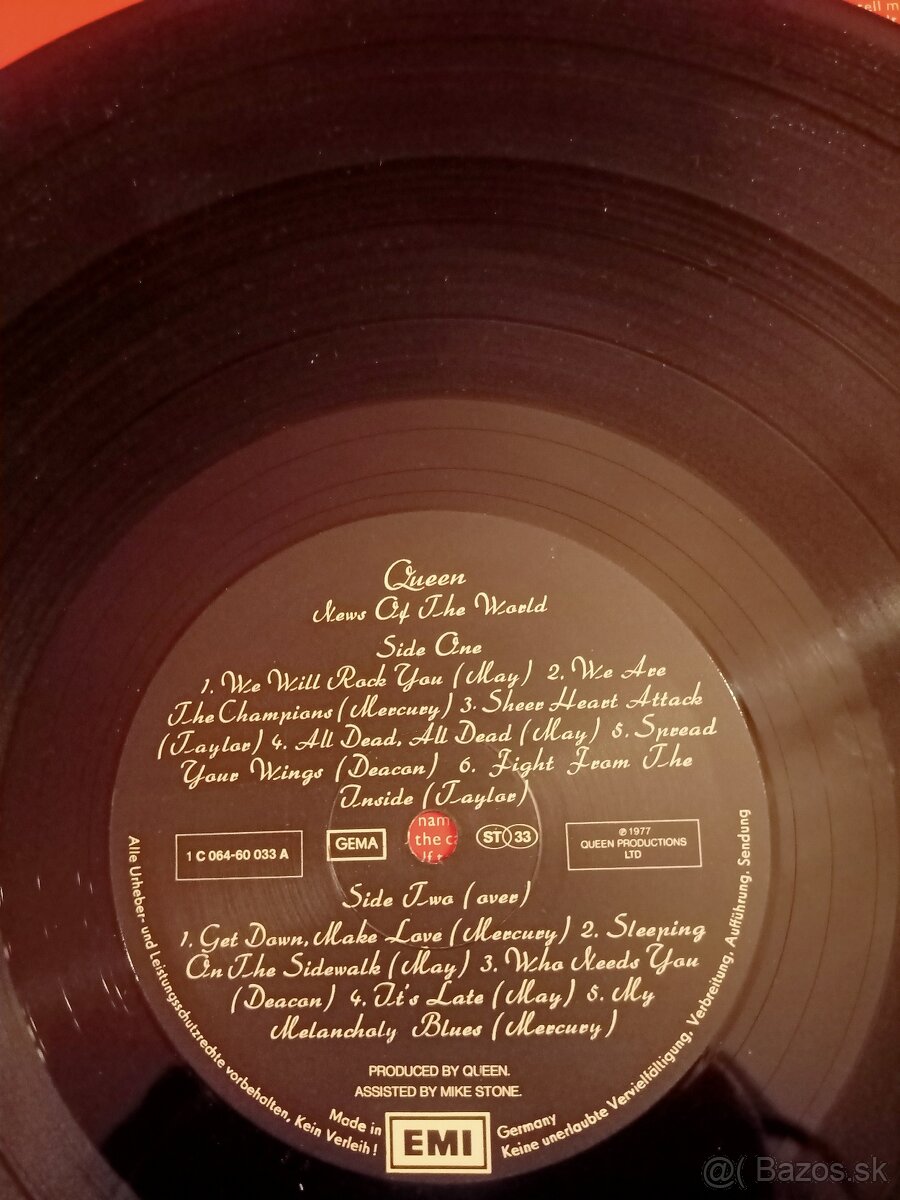 ell m
Queen
News Of The World
Side One
1. We Will Rock You (May) 2. We Are
The Champions (Mercury) 3. Sheer Heart Attack
(Taylor) 4. All Dead, All Dead (May) 5. Spread
Your Wings (Deacon) 6. Fight From The
Inside (Taylor)
1 C 064-60 033 A
GEMA
nam
the ca
If
ST 33
℗ 1977
QUEEN PRODUCTIONS
LTD
Side Two (over)
1. Get Down, Make Love (Mercury) 2. Sleeping
On The Sidewalk (May) 3. Who Needs You
(Deacon) 4. It's Late (May) 5. My
Melancholy Blues (Mercury)
PRODUCED BY QUEEN.
ASSISTED BY MIKE STONE.
Alle Urheber- und Leistungsschutzrechte vorbehalten, Kein Verleih!
Keine unerlaubte Vervielfältigung, Verbreitung, Aufführung, Sendung
Made in
EMI
Germany
@( Bazos.sk